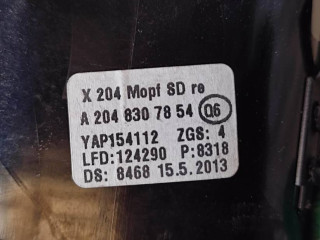 X 204 Mopf SD re
A 204 830 78 54 Q6
YAP154112 ZGS: 4
LFD:124290 P:8318
DS: 8468 15.5.2013